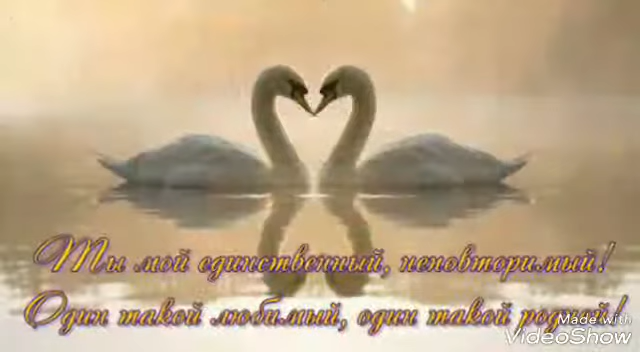 Ты мой единственный, неповторимый!
Один такой любимый, один такой родной!
Made with
VideoShow